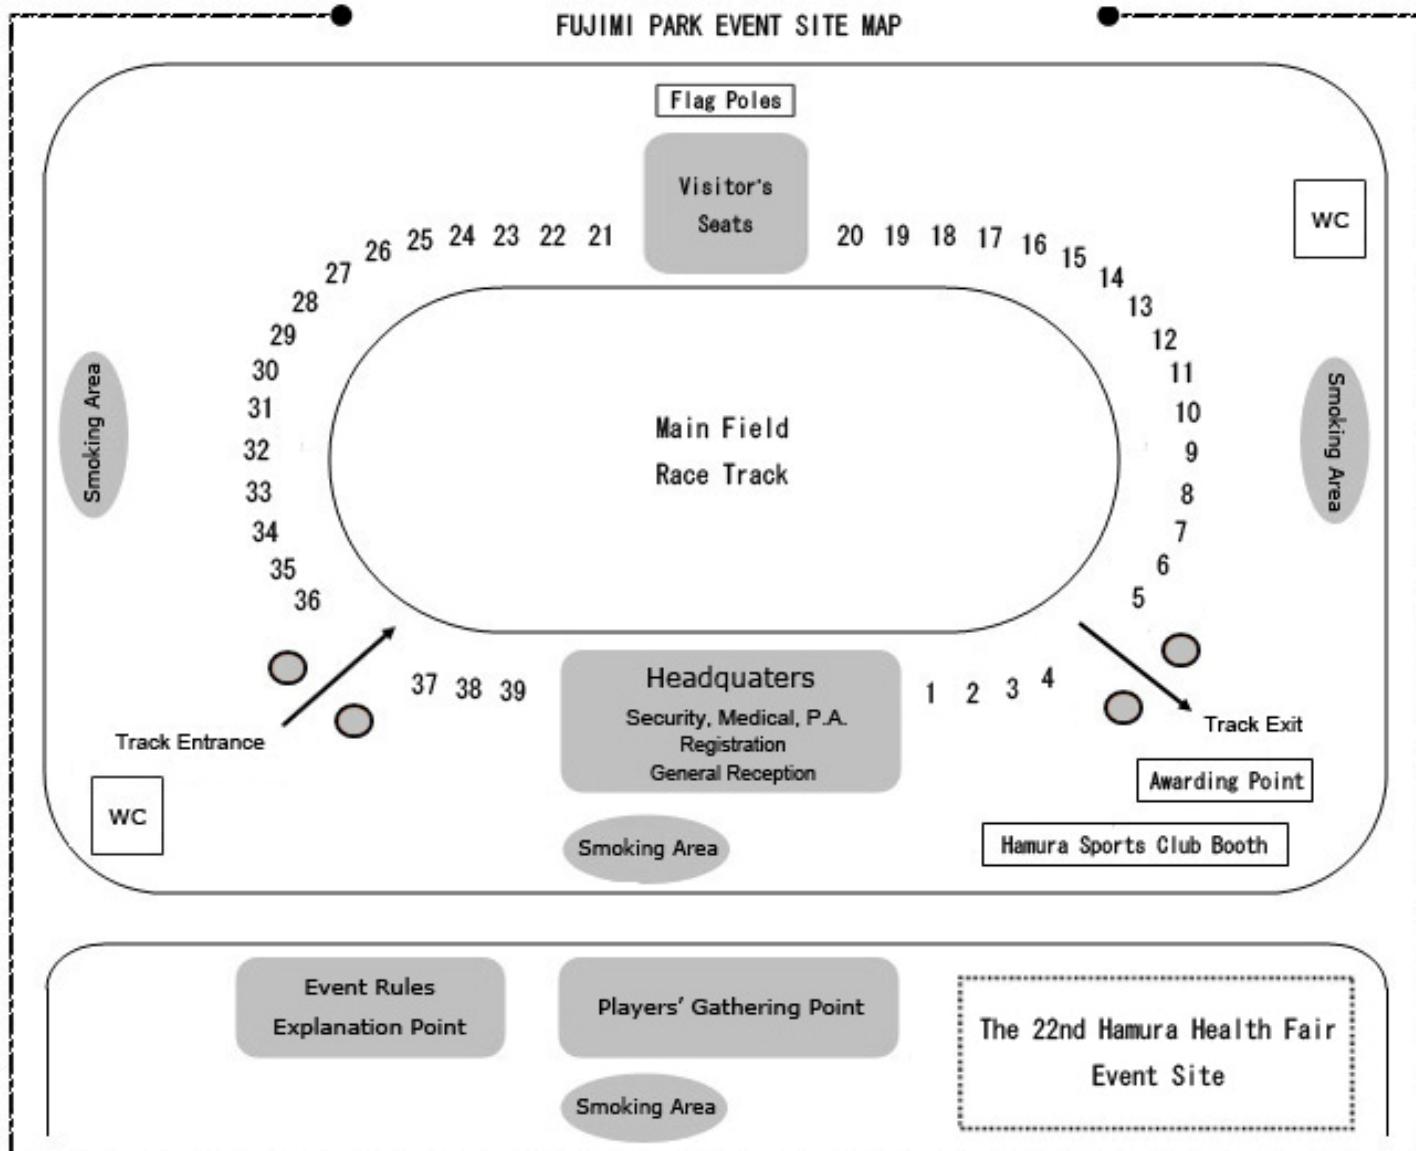 FUJIMI PARK EVENT SITE MAP
Flag Poles
Visitor's
Seats
WC
26 25 24 23 22 21
20 19 18 17 16 15
27
28
29
30
31
32
33
34
35
36
14
13
12
11
10
9
8
7
6
5
Smoking Area
Main Field
Race Track
Smoking Area
37 38 39
Headquaters
Security, Medical, P.A.
Registration
General Reception
1 2 3 4
Track Entrance
Track Exit
Awarding Point
WC
Smoking Area
Hamura Sports Club Booth
Event Rules
Explanation Point
Players' Gathering Point
The 22nd Hamura Health Fair
Event Site
Smoking Area